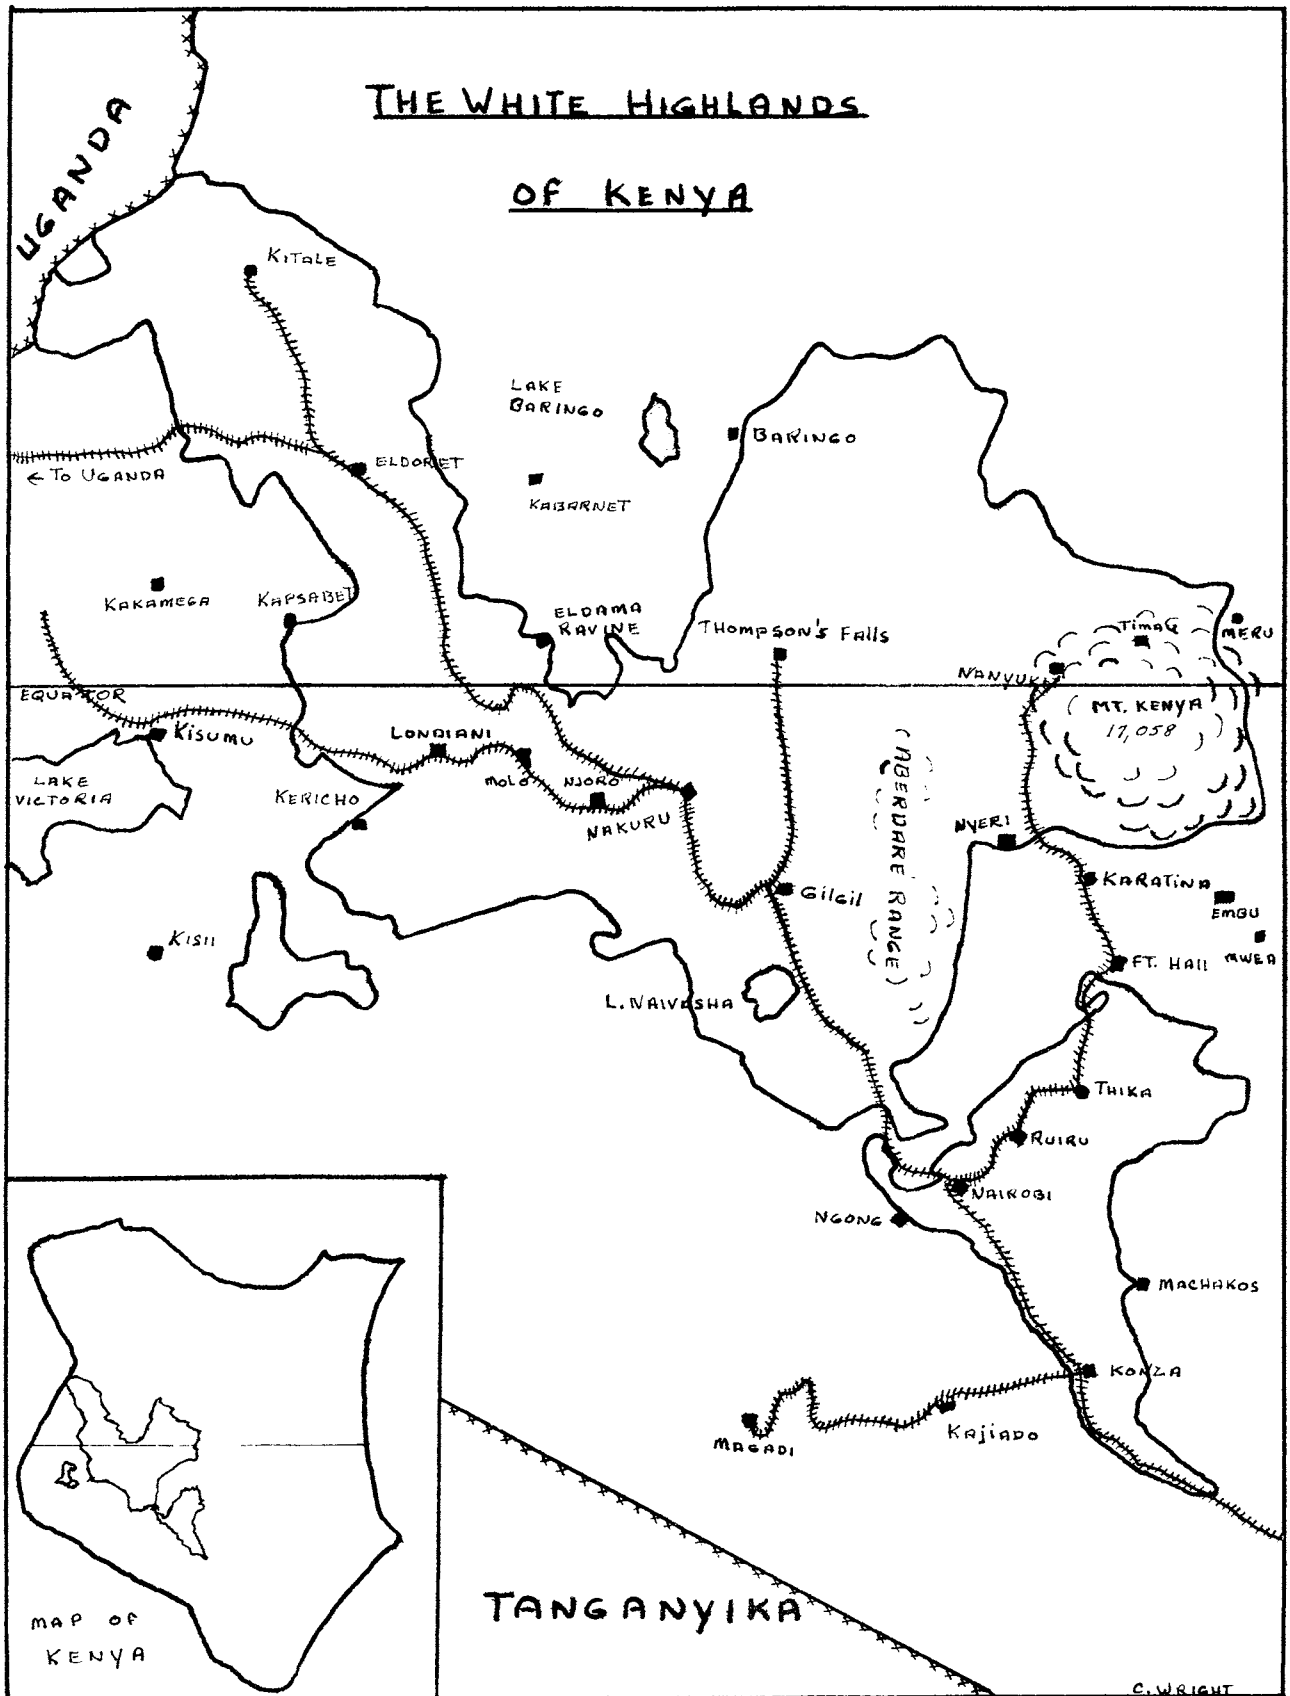 THE WHITE HIGHLANDS
OF KENYA
UGANDA
KITALE
LAKE
BARINGO
BARINGO
ELDORET
← TO UGANDA
KABARNET
KAKAMEGA
KAPSABET
ELDAMA
RAVINE
THOMPSON'S FALLS
TIMAU
MERU
NANYUKI
EQUATOR
MT. KENYA
17,058
KISUMU
LONDIANI
LAKE
VICTORIA
MOLO
NJORO
KERICHO
NAKURU
(ABERDARE RANGE)
NYERI
KARATINA
GILGIL
EMBU
KISII
FT. HALL
MWEA
L. NAIVASHA
THIKA
RUIRU
NAIROBI
NGONG
MACHAKOS
KONZA
MAGADI
KAJIADO
TANGANYIKA
MAP OF
KENYA
C. WRIGHT